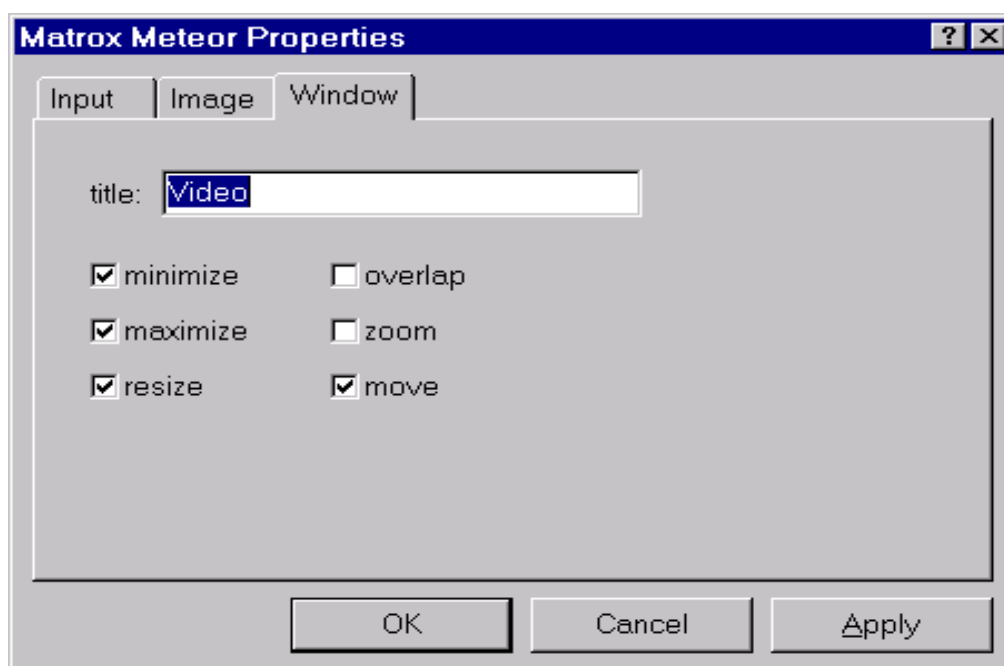 Matrox Meteor Properties
Input Image Window
title: Video
minimize overlap
maximize zoom
resize move
OK Cancel Apply